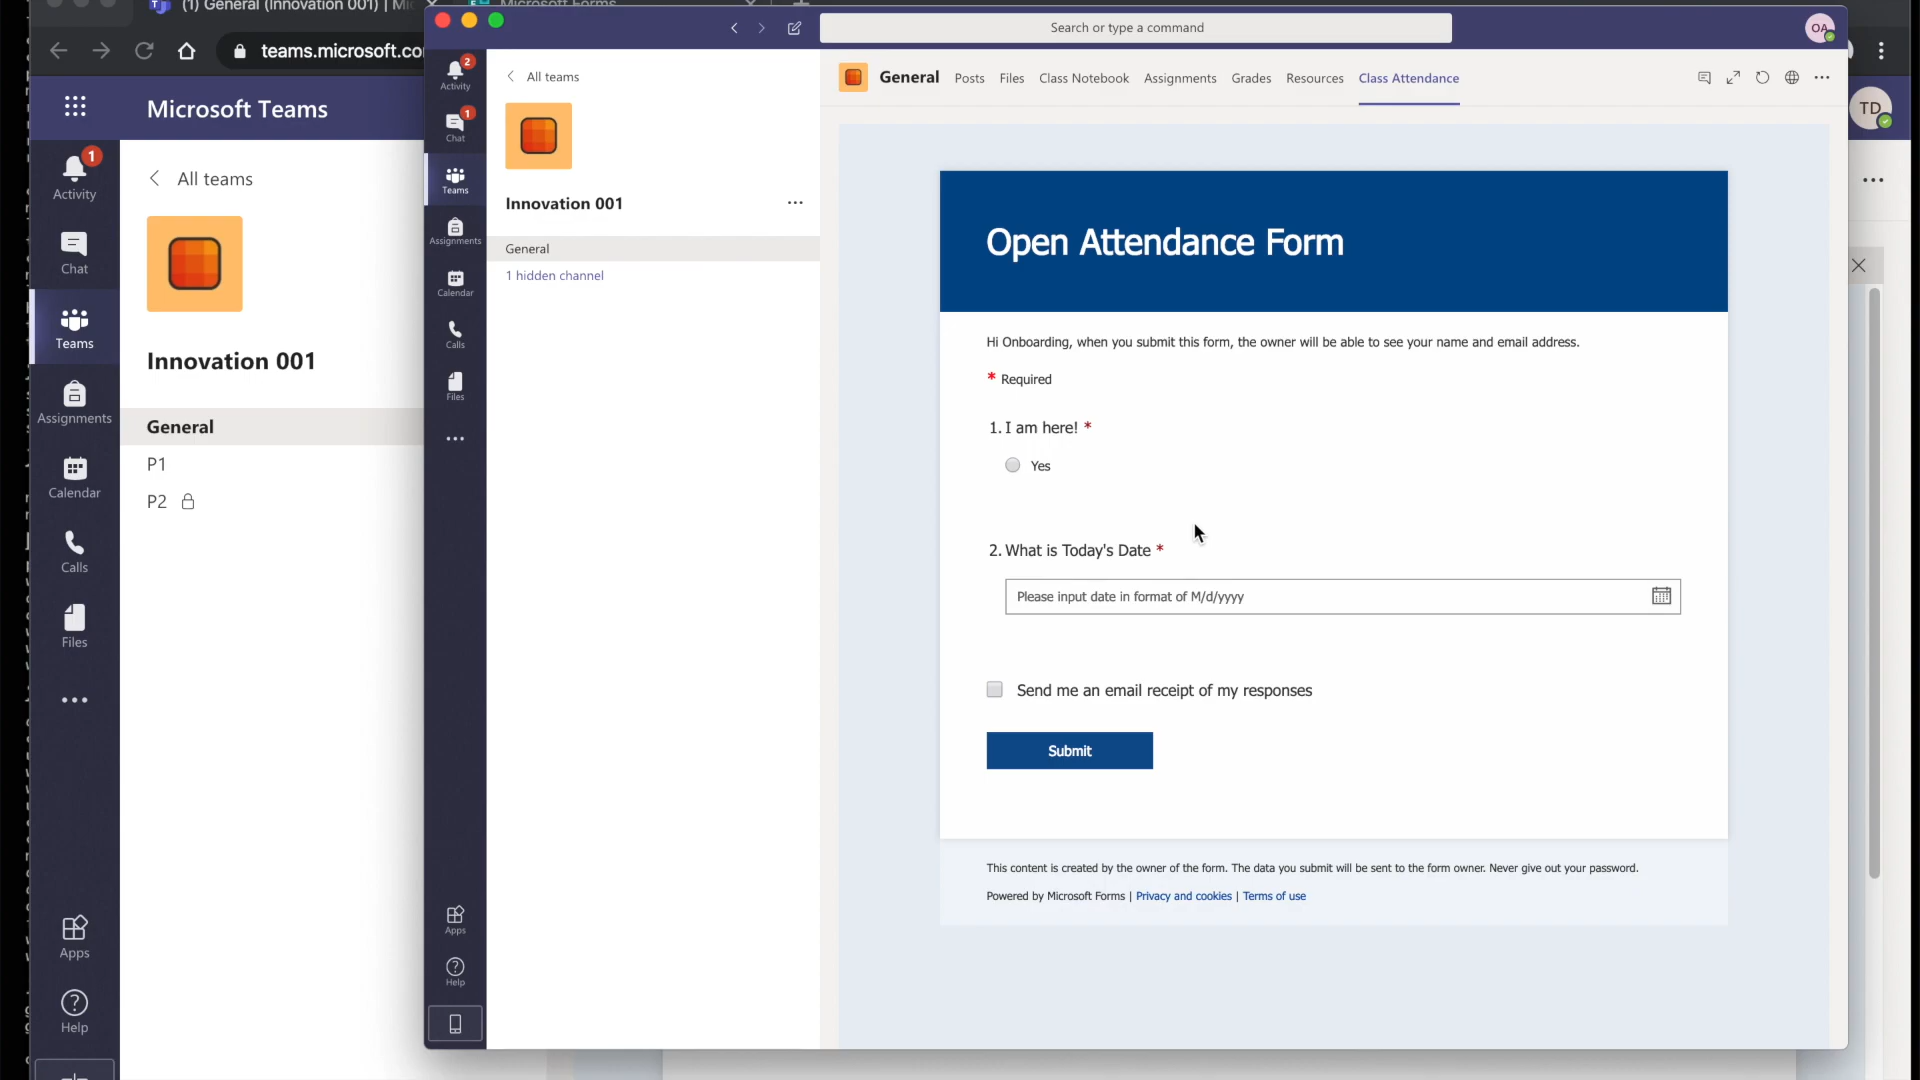 (1) General (Innovation 001) | Mi
Microsoft Forms
teams.microsoft.co
Microsoft Teams
TD
1
Activity
Chat
Teams
Assignments
Calendar
Calls
Files
Apps
Help
All teams
Innovation 001
General
P1
P2
Search or type a command
OA
2
Activity
1
Chat
Teams
Assignments
Calendar
Calls
Files
Apps
Help
All teams
Innovation 001
General
1 hidden channel
General Posts Files Class Notebook Assignments Grades Resources Class Attendance
Open Attendance Form
Hi Onboarding, when you submit this form, the owner will be able to see your name and email address.
* Required
1. I am here! *
Yes
2. What is Today's Date *
Please input date in format of M/d/yyyy
Send me an email receipt of my responses
Submit
This content is created by the owner of the form. The data you submit will be sent to the form owner. Never give out your password.
Powered by Microsoft Forms | Privacy and cookies | Terms of use